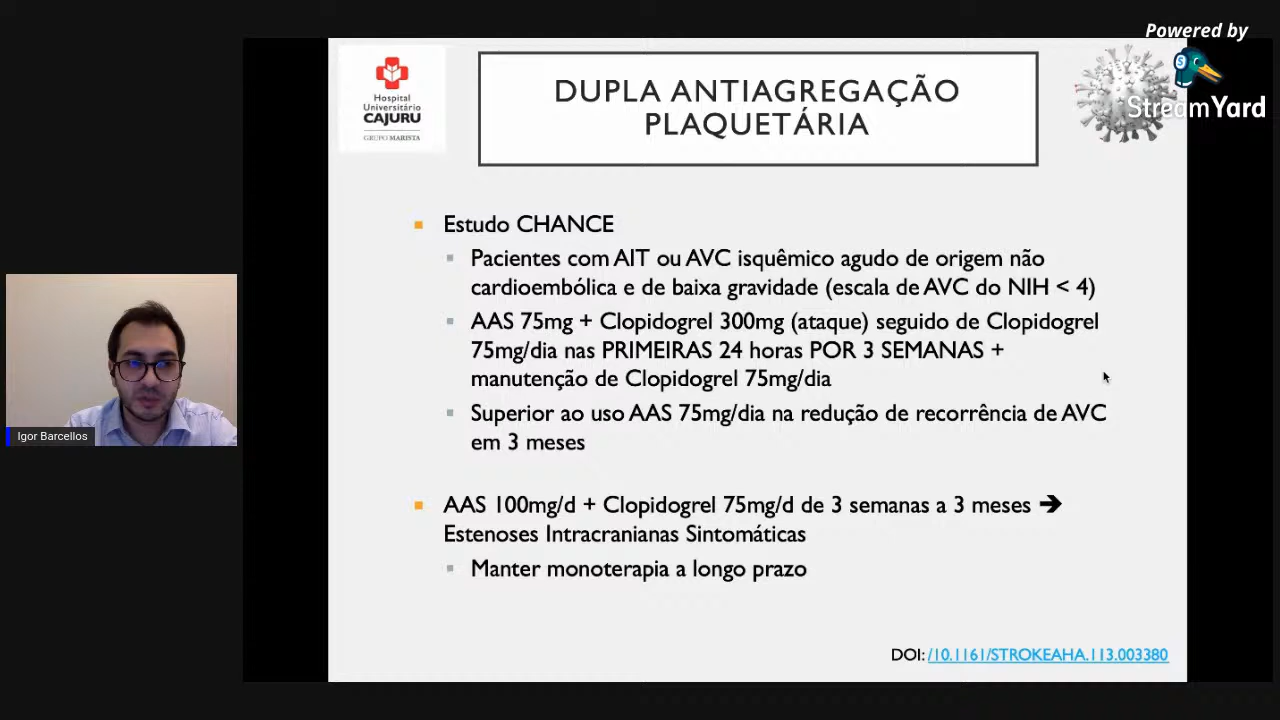 Powered by
StreamYard
Hospital
Universitário
CAJURU
GRUPO MARISTA
DUPLA ANTIAGREGAÇÃO
PLAQUETÁRIA
Estudo CHANCE
Pacientes com AIT ou AVC isquêmico agudo de origem não
cardioembólica e de baixa gravidade (escala de AVC do NIH < 4)
AAS 75mg + Clopidogrel 300mg (ataque) seguido de Clopidogrel
75mg/dia nas PRIMEIRAS 24 horas POR 3 SEMANAS +
manutenção de Clopidogrel 75mg/dia
Superior ao uso AAS 75mg/dia na redução de recorrência de AVC
em 3 meses
AAS 100mg/d + Clopidogrel 75mg/d de 3 semanas a 3 meses ➔
Estenoses Intracranianas Sintomáticas
Manter monoterapia a longo prazo
DOI: /10.1161/STROKEAHA.113.003380
Igor Barcellos